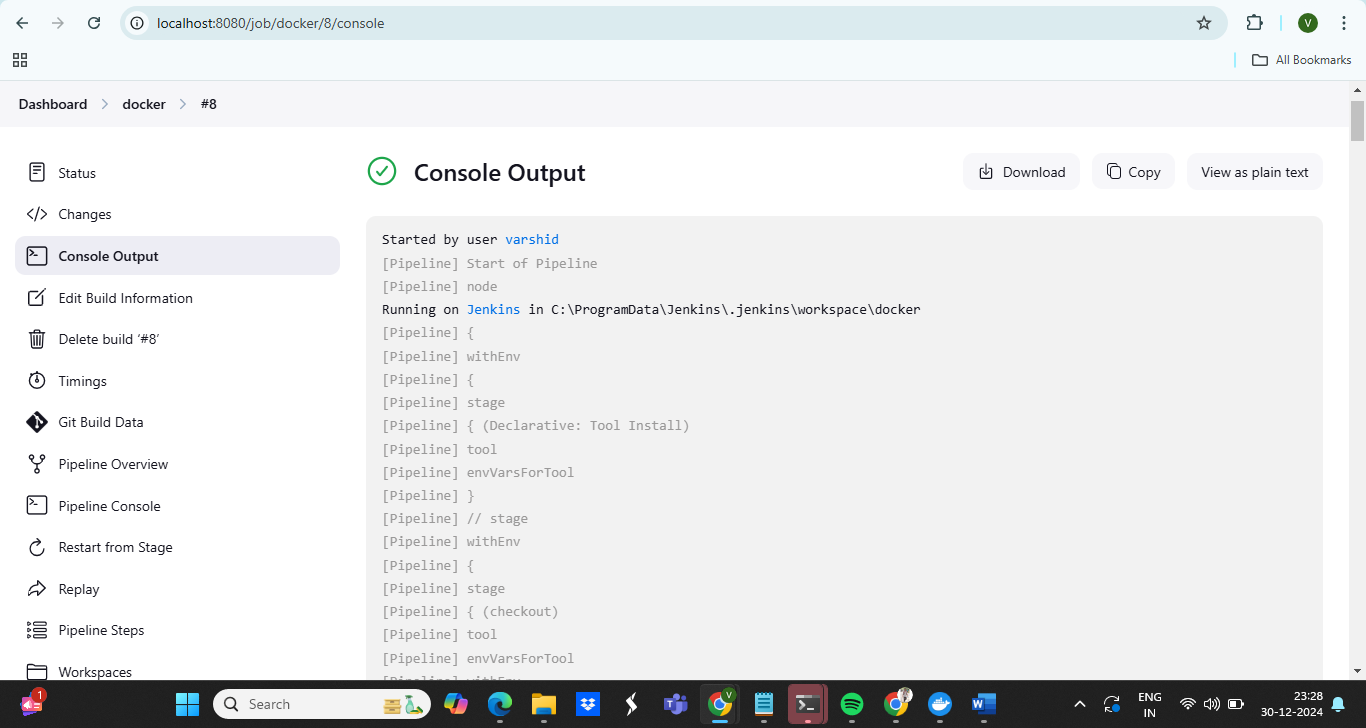 localhost:8080/job/docker/8/console
V
All Bookmarks
Dashboard
docker
#8
Status
Changes
Console Output
Edit Build Information
Delete build ‘#8’
Timings
Git Build Data
Pipeline Overview
Pipeline Console
Restart from Stage
Replay
Pipeline Steps
Workspaces
Console Output
Download
Copy
View as plain text
Started by user varshid
[Pipeline] Start of Pipeline
[Pipeline] node
Running on Jenkins in C:\ProgramData\Jenkins\.jenkins\workspace\docker
[Pipeline] {
[Pipeline] withEnv
[Pipeline] {
[Pipeline] stage
[Pipeline] { (Declarative: Tool Install)
[Pipeline] tool
[Pipeline] envVarsForTool
[Pipeline] }
[Pipeline] // stage
[Pipeline] withEnv
[Pipeline] {
[Pipeline] stage
[Pipeline] { (checkout)
[Pipeline] tool
[Pipeline] envVarsForTool
[Pipeline] withEnv
1
Search
V
ENG
IN
23:28
30-12-2024